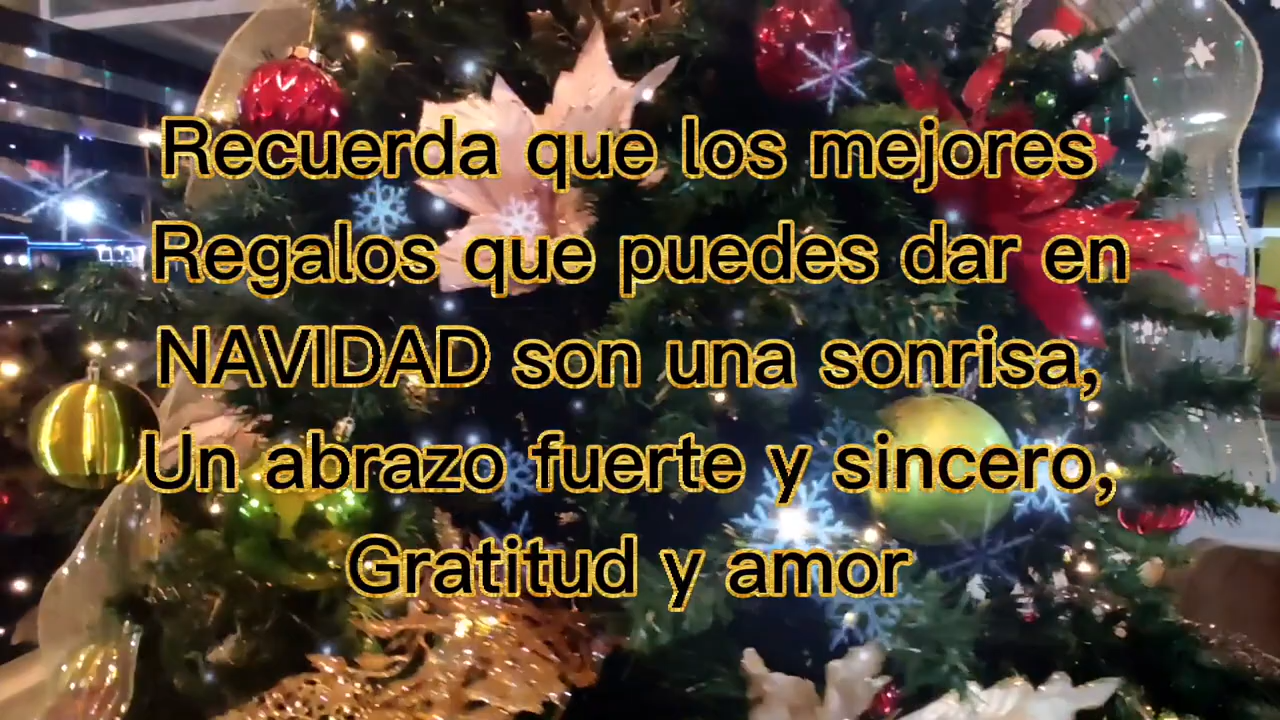 Recuerda que los mejores
Regalos que puedes dar en
NAVIDAD son una sonrisa,
Un abrazo fuerte y sincero,
Gratitud y amor